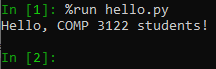 In [1]: %run hello.py
Hello, COMP 3122 students!
In [2]: